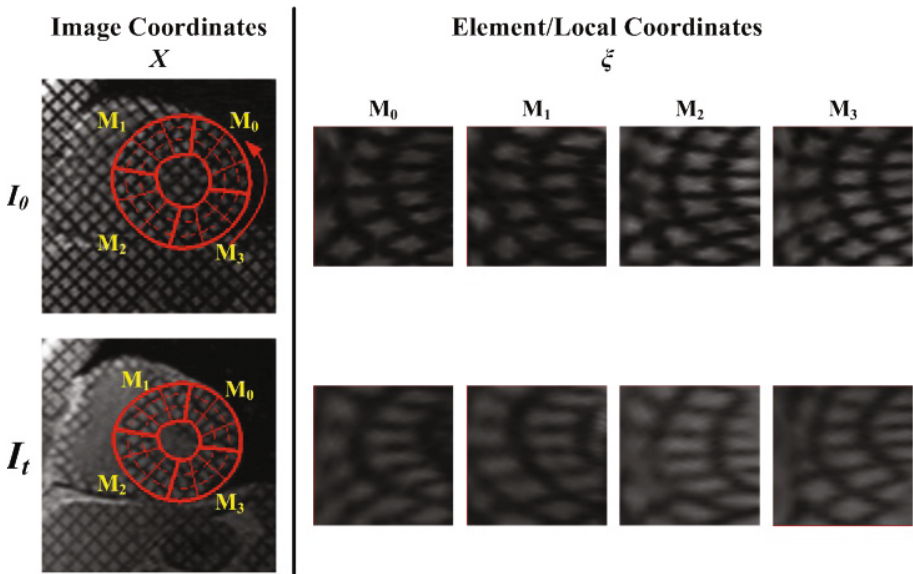 Image Coordinates
X
Element/Local Coordinates
ξ
I₀
M₁
M₀
M₂
M₃
M₀ M₁ M₂ M₃
Iₜ
M₁
M₀
M₂
M₃